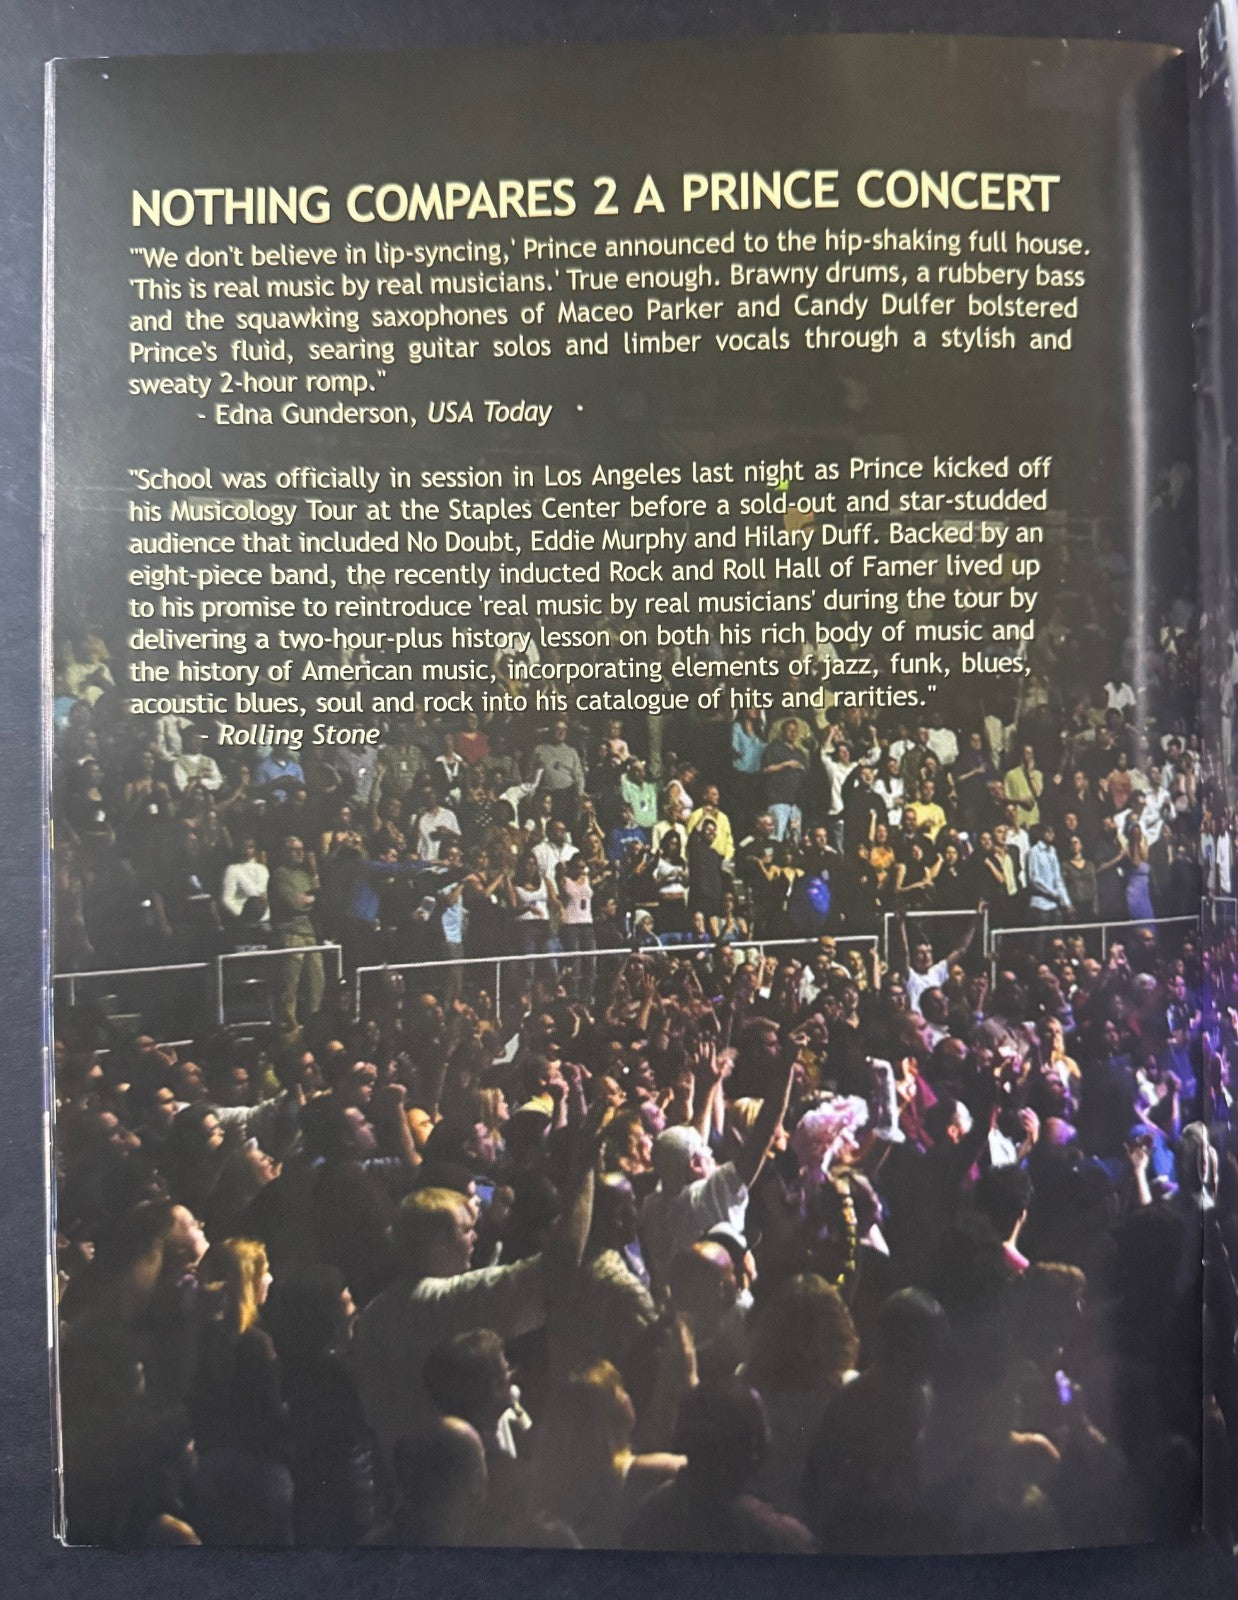 NOTHING COMPARES 2 A PRINCE CONCERT
"'We don't believe in lip-syncing,' Prince announced to the hip-shaking full house.
'This is real music by real musicians.' True enough. Brawny drums, a rubbery bass
and the squawking saxophones of Maceo Parker and Candy Dulfer bolstered
Prince's fluid, searing guitar solos and limber vocals through a stylish and
sweaty 2-hour romp."
- Edna Gunderson, USA Today
"School was officially in session in Los Angeles last night as Prince kicked off
his Musicology Tour at the Staples Center before a sold-out and star-studded
audience that included No Doubt, Eddie Murphy and Hilary Duff. Backed by an
eight-piece band, the recently inducted Rock and Roll Hall of Famer lived up
to his promise to reintroduce 'real music by real musicians' during the tour by
delivering a two-hour-plus history lesson on both his rich body of music and
the history of American music, incorporating elements of jazz, funk, blues,
acoustic blues, soul and rock into his catalogue of hits and rarities."
- Rolling Stone